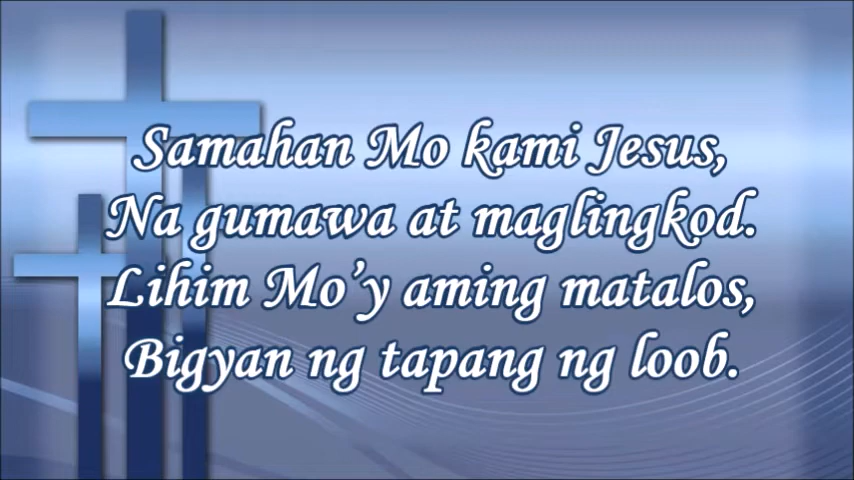 Samahan Mo kami Jesus,
Na gumawa at maglingkod.
Lihim Mo’y aming matalos,
Bigyan ng tapang ng loob.